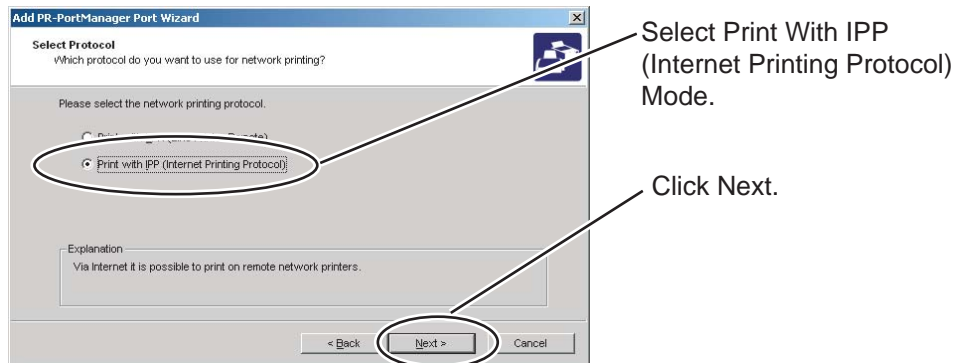 Add PR-PortManager Port Wizard
Select Protocol
Which protocol do you want to use for network printing?
Please select the network printing protocol.
Print with IPP (Internet Printing Protocol)
Explanation
Via Internet it is possible to print on remote network printers.
< Back
Next >
Cancel
Select Print With IPP
(Internet Printing Protocol)
Mode.
Click Next.